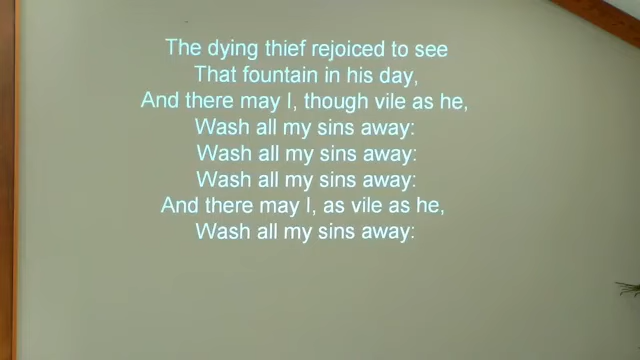 The dying thief rejoiced to see
That fountain in his day,
And there may I, though vile as he,
Wash all my sins away:
Wash all my sins away:
Wash all my sins away:
And there may I, as vile as he,
Wash all my sins away: